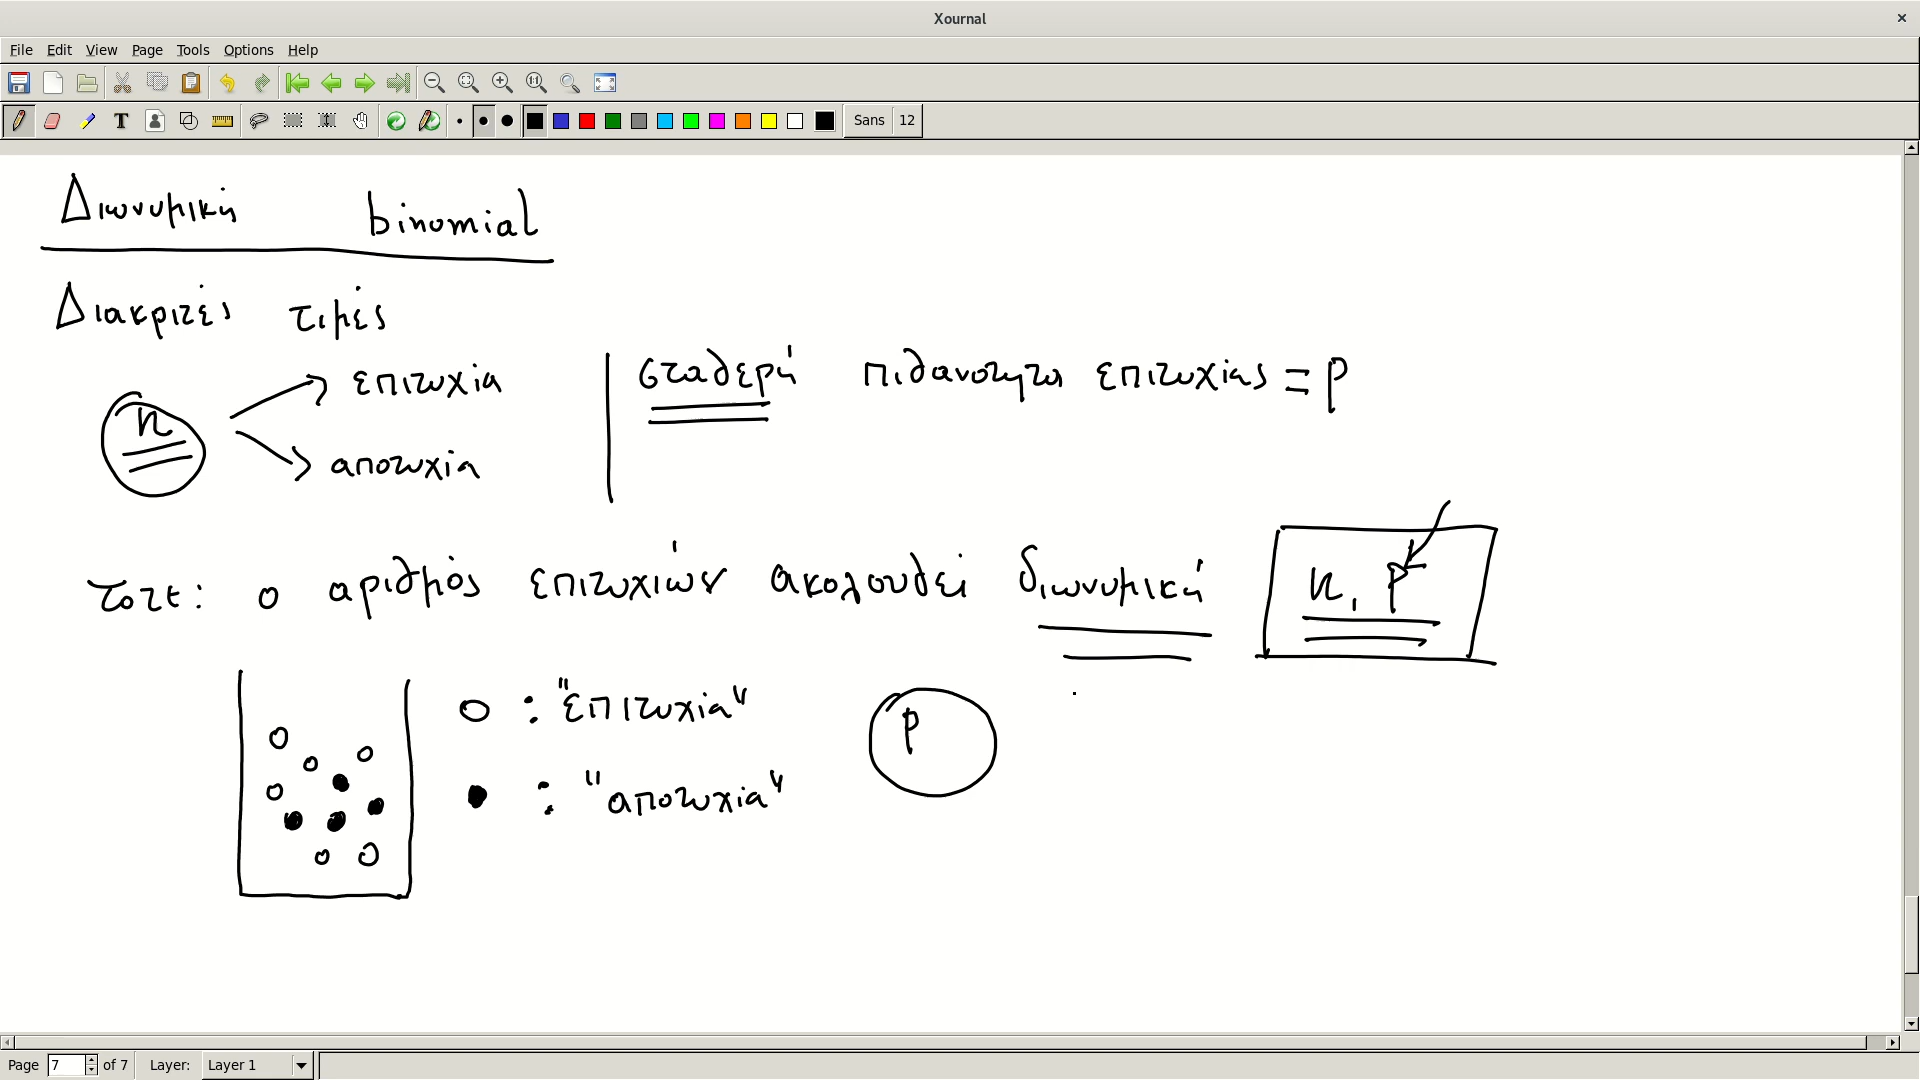 Xournal
File Edit View Page Tools Options Help
Sans 12
Διωνυμική binomial
Διακριτές τιμές
n
επιτυχία
αποτυχία
σταθερή πιθανότητα επιτυχίας = p
τότε: ο αριθμός επιτυχιών ακολουθεί διωνυμική n, p
: "επιτυχία"
: "αποτυχία"
p
Page 7 of 7 Layer: Layer 1